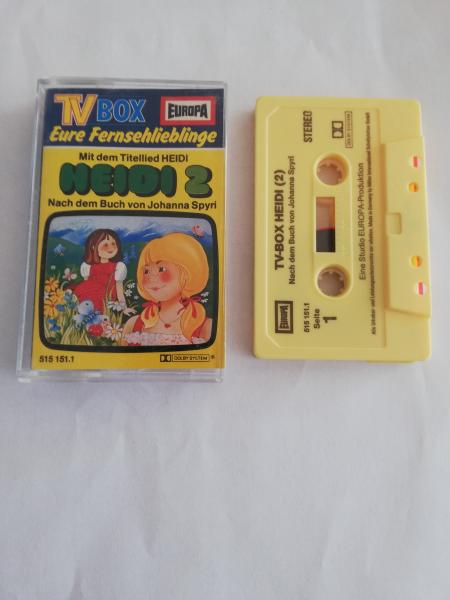 TV BOX
EUROPA
Eure Fernsehlieblinge
Mit dem Titellied HEIDI
HEIDI 2
Nach dem Buch von Johanna Spyri
515 151.1
DOLBY SYSTEM
STEREO
TV-BOX HEIDI (2)
Nach dem Buch von Johanna Spyri
Eine Studio EUROPA-Produktion
EUROPA
515 151.1
Seite
1